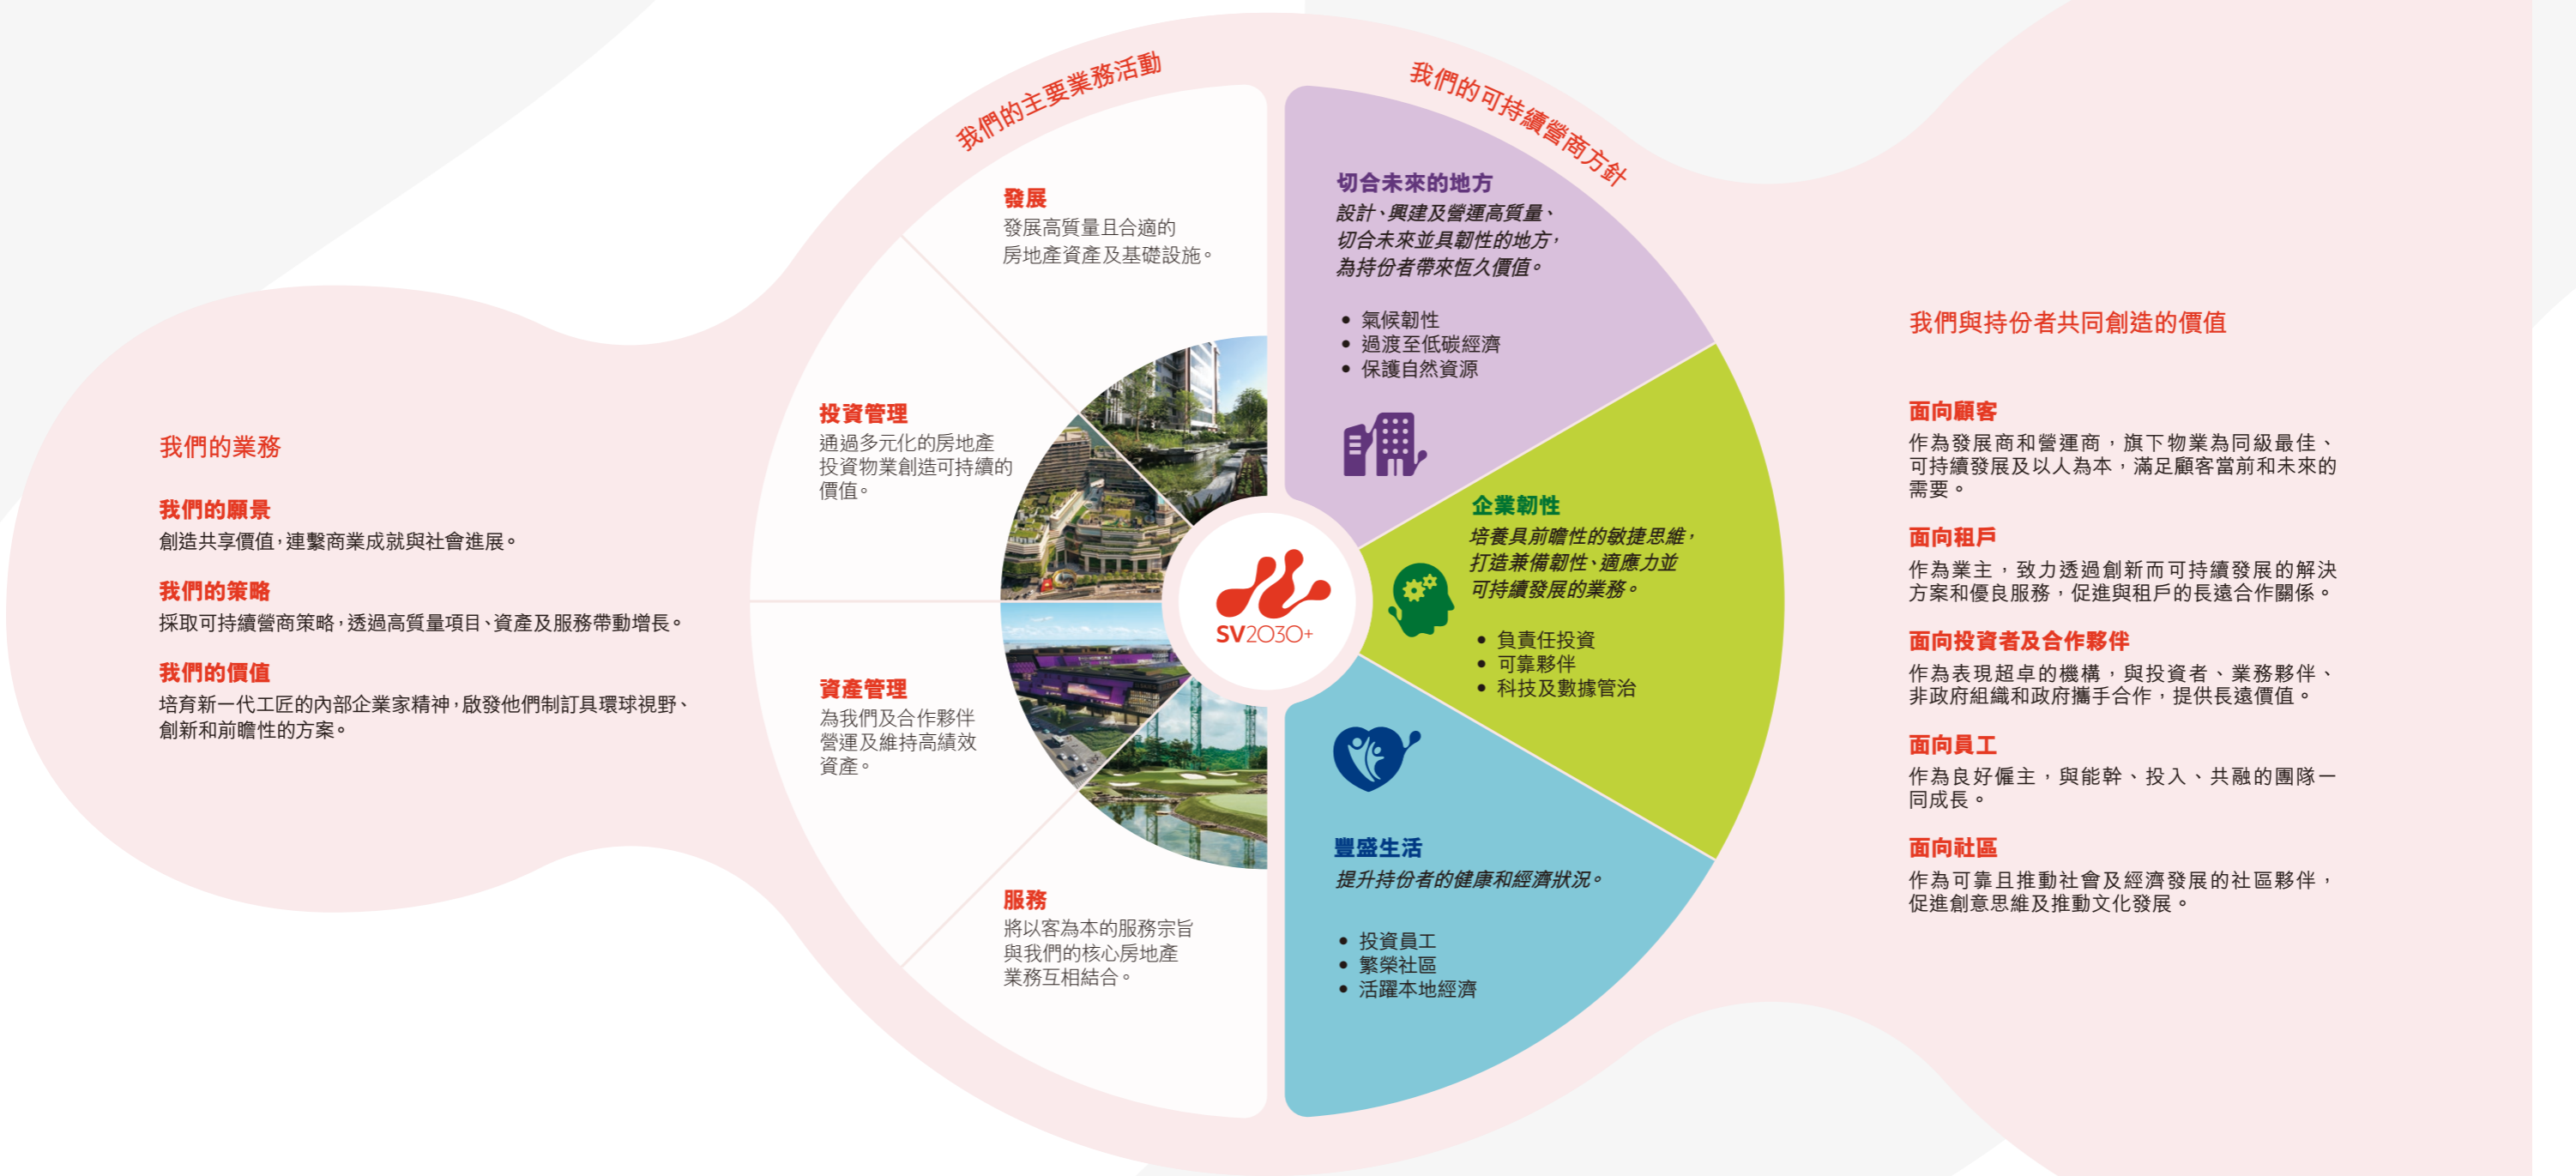 我們的業務
我們的願景
創造共享價值，連繫商業成就與社會進展。
我們的策略
採取可持續營商策略，透過高質量項目、資產及服務帶動增長。
我們的價值
培育新一代工匠的內部企業家精神，啟發他們制訂具環球視野、
創新和前瞻性的方案。
我們的主要業務活動
發展
發展高質量且合適的
房地產資產及基礎設施。
投資管理
通過多元化的房地產
投資物業創造可持續的
價值。
資產管理
為我們及合作夥伴
營運及維持高績效
資產。
服務
將以客為本的服務宗旨
與我們的核心房地產
業務互相結合。
SV2030+
我們的可持續營商方針
切合未來的地方
設計、興建及營運高質量、
切合未來並具韌性的地方，
為持份者帶來恆久價值。
• 氣候韌性
• 過渡至低碳經濟
• 保護自然資源
企業韌性
培養具前瞻性的敏捷思維，
打造兼備韌性、適應力並
可持續發展的業務。
• 負責任投資
• 可靠夥伴
• 科技及數據管治
豐盛生活
提升持份者的健康和經濟狀況。
• 投資員工
• 繁榮社區
• 活躍本地經濟
我們與持份者共同創造的價值
面向顧客
作為發展商和營運商，旗下物業為同級最佳、
可持續發展及以人為本，滿足顧客當前和未來的
需要。
面向租戶
作為業主，致力透過創新而可持續發展的解決
方案和優良服務，促進與租戶的長遠合作關係。
面向投資者及合作夥伴
作為表現超卓的機構，與投資者、業務夥伴、
非政府組織和政府攜手合作，提供長遠價值。
面向員工
作為良好僱主，與能幹、投入、共融的團隊一
同成長。
面向社區
作為可靠且推動社會及經濟發展的社區夥伴，
促進創意思維及推動文化發展。